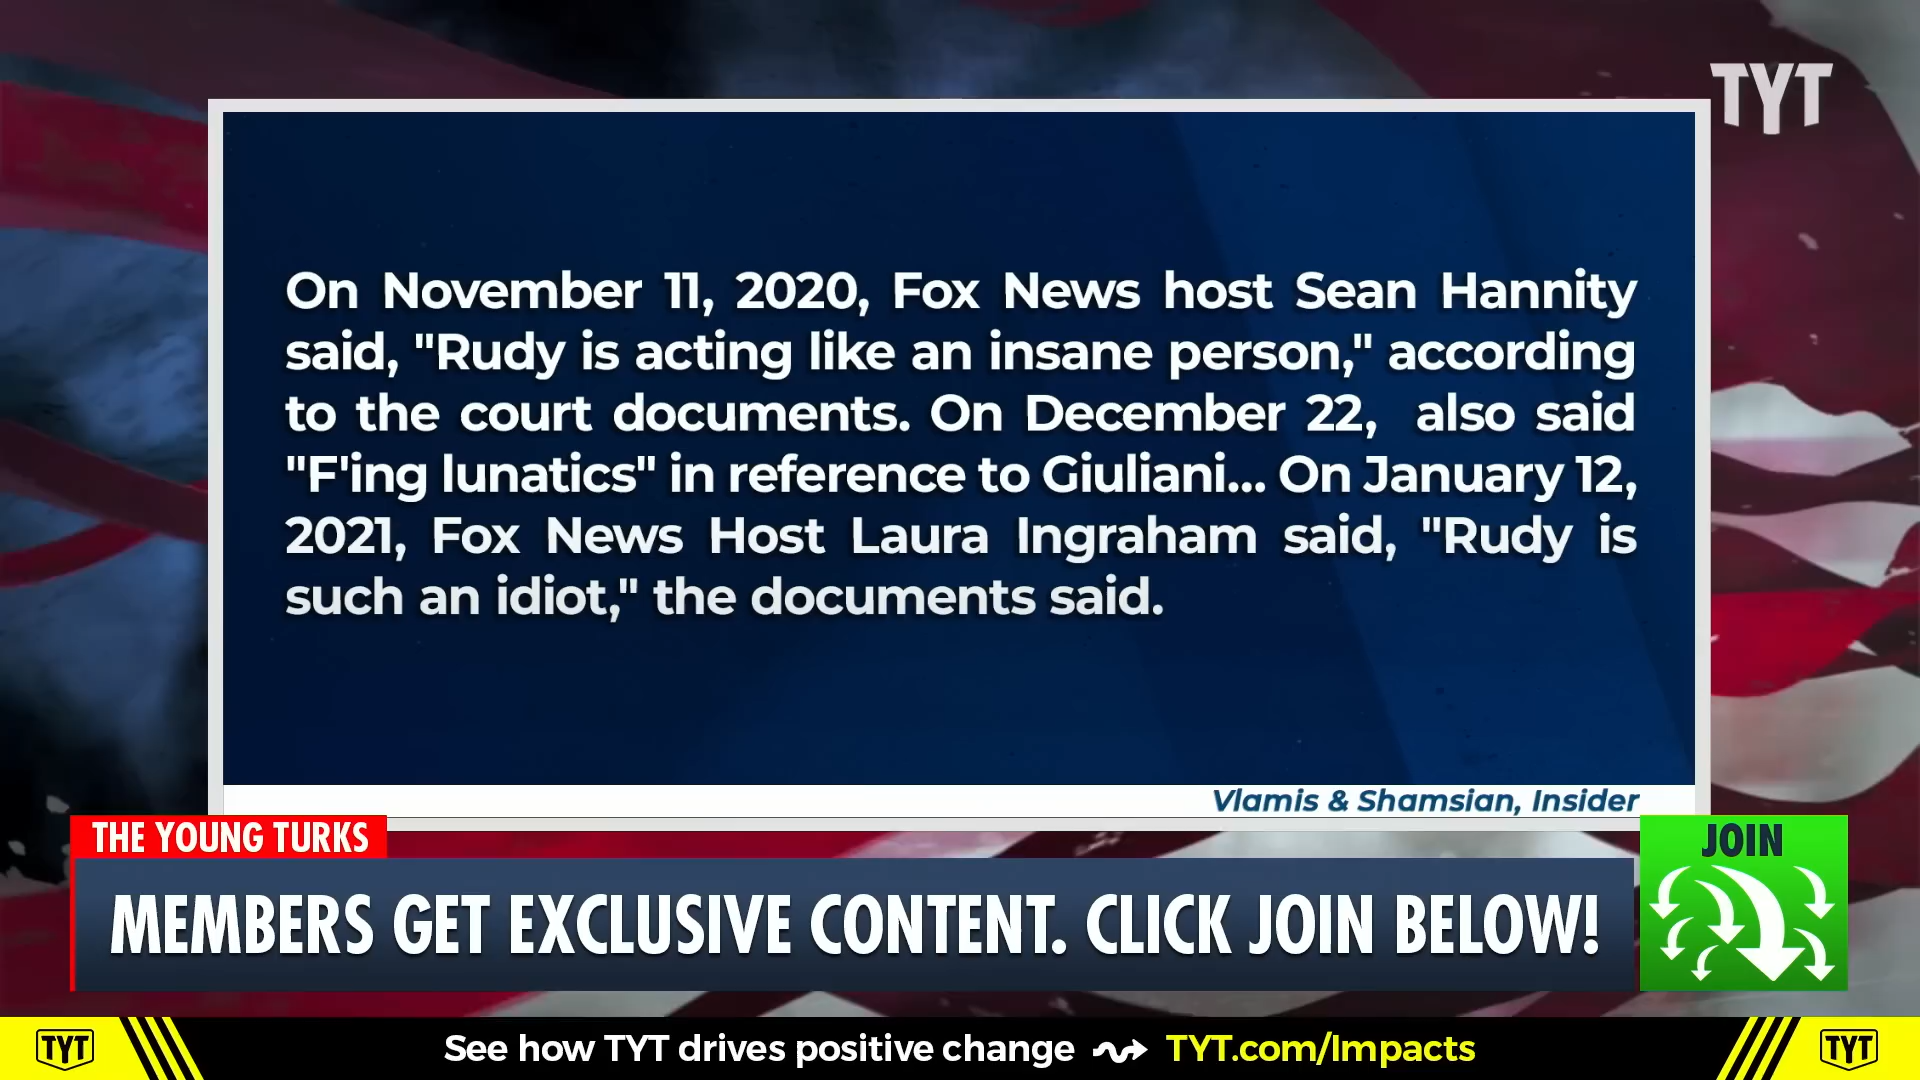 TYT
On November 11, 2020, Fox News host Sean Hannity
said, "Rudy is acting like an insane person," according
to the court documents. On December 22,  also said
"F'ing lunatics" in reference to Giuliani... On January 12,
2021, Fox News Host Laura Ingraham said, "Rudy is
such an idiot," the documents said.
Vlamis & Shamsian, Insider
THE YOUNG TURKS
MEMBERS GET EXCLUSIVE CONTENT. CLICK JOIN BELOW!
JOIN
TYT
See how TYT drives positive change TYT.com/Impacts
TYT